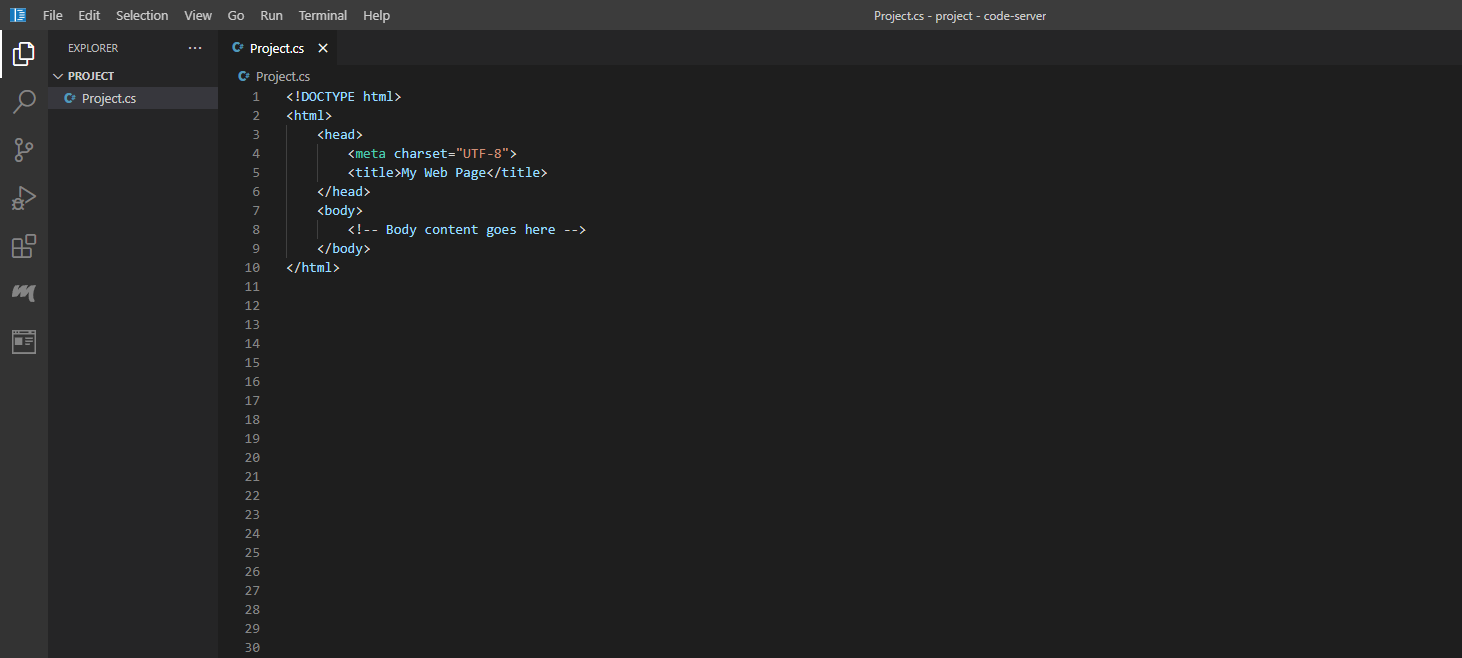 File Edit Selection View Go Run Terminal Help
Project.cs - project - code-server
EXPLORER
PROJECT
Project.cs
Project.cs
Project.cs
1 <!DOCTYPE html>
2 <html>
3 <head>
4 <meta charset="UTF-8">
5 <title>My Web Page</title>
6 </head>
7 <body>
8 <!-- Body content goes here -->
9 </body>
10 </html>
11
12
13
14
15
16
17
18
19
20
21
22
23
24
25
26
27
28
29
30